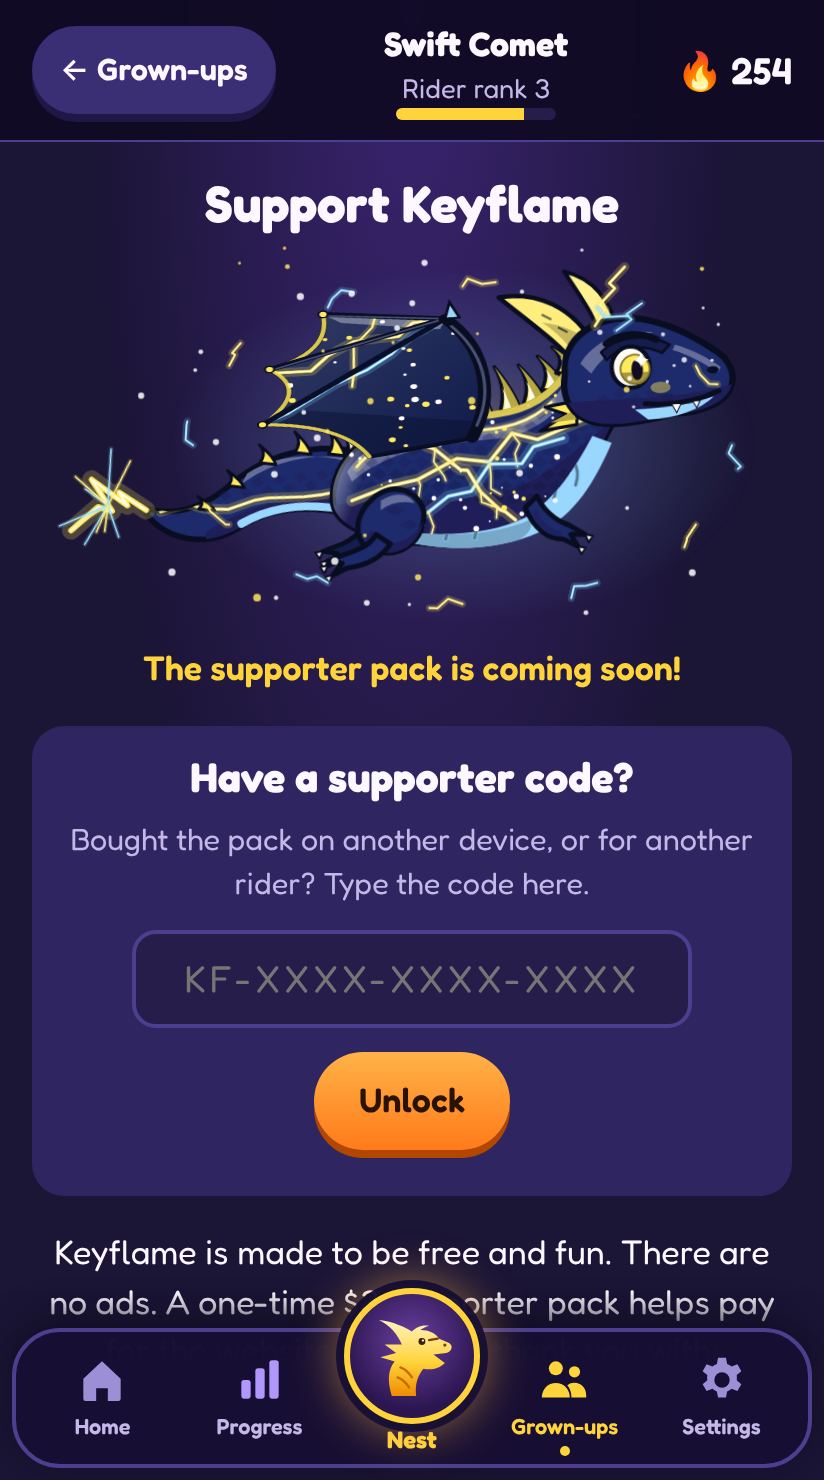 ← Grown-ups
Swift Comet
Rider rank 3
254
Support Keyflame
The supporter pack is coming soon!
Have a supporter code?
Bought the pack on another device, or for another
rider? Type the code here.
KF-XXXX-XXXX-XXXX
Unlock
Keyflame is made to be free and fun. There are
no ads. A one-time pack helps pay
Home
Progress
Nest
Grown-ups
Settings